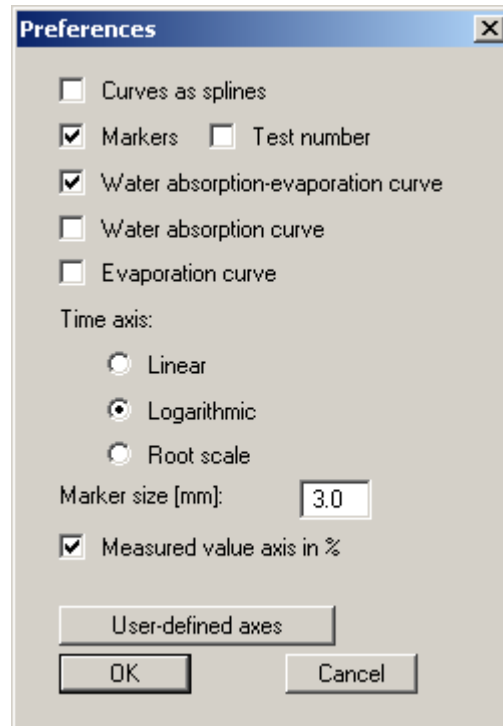 Preferences
Curves as splines
Markers Test number
Water absorption-evaporation curve
Water absorption curve
Evaporation curve
Time axis:
Linear
Logarithmic
Root scale
Marker size [mm]: 3.0
Measured value axis in %
User-defined axes
OK Cancel